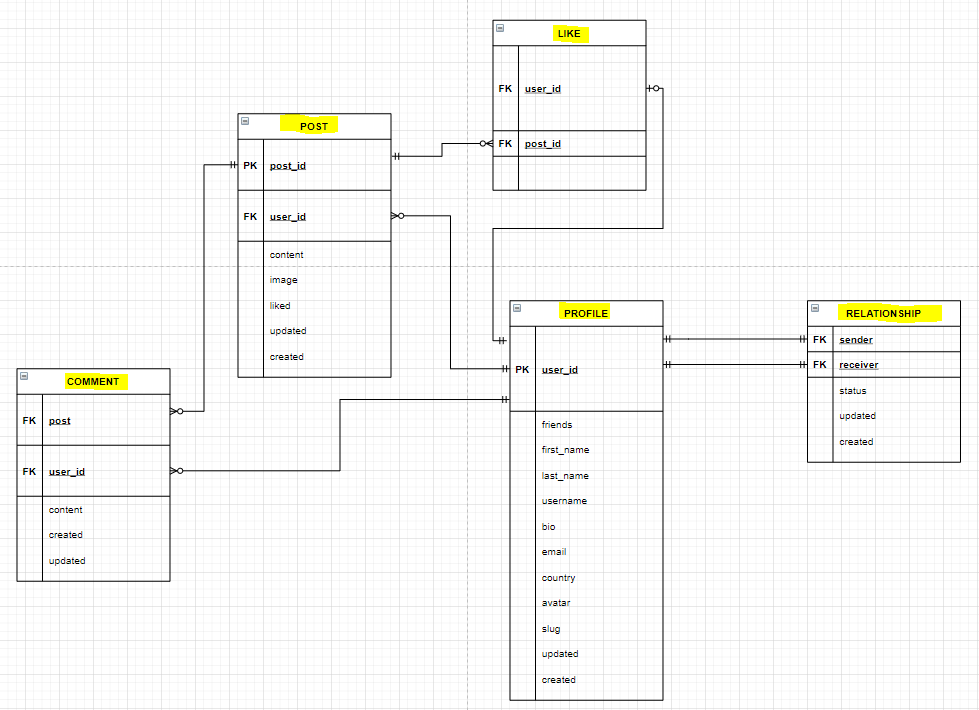 LIKE
FK user_id
FK post_id
POST
PK post_id
FK user_id
content
image
liked
updated
created
PROFILE
PK user_id
friends
first_name
last_name
username
bio
email
country
avatar
slug
updated
created
RELATIONSHIP
FK sender
FK receiver
status
updated
created
COMMENT
FK post
FK user_id
content
created
updated